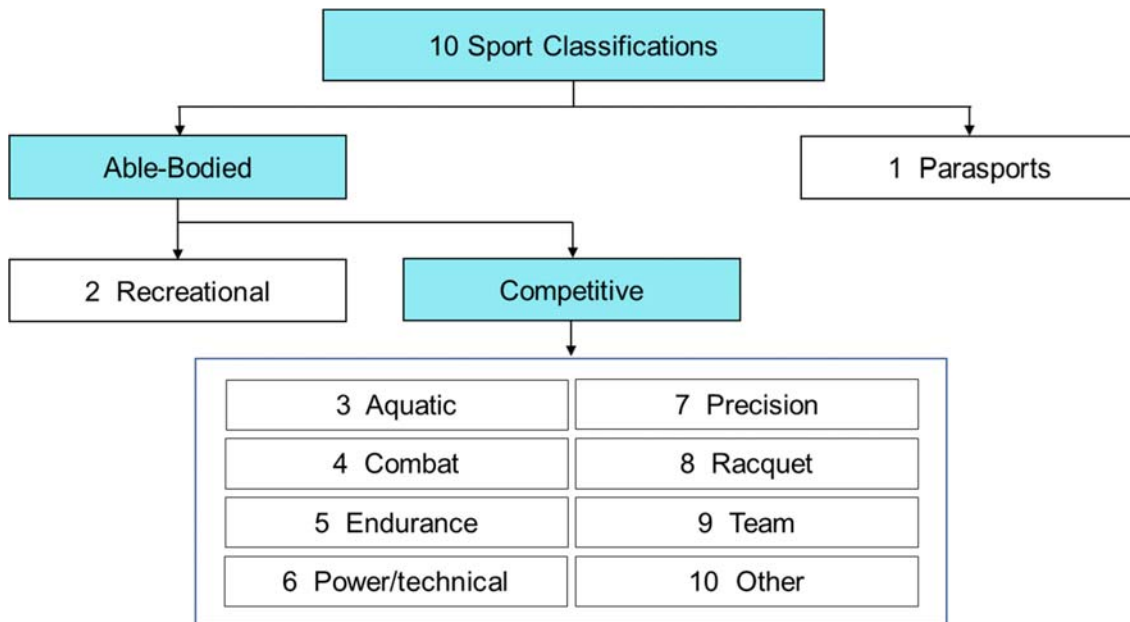 10 Sport Classifications
Able-Bodied
1 Parasports
2 Recreational
Competitive
3 Aquatic
7 Precision
4 Combat
8 Racquet
5 Endurance
9 Team
6 Power/technical
10 Other